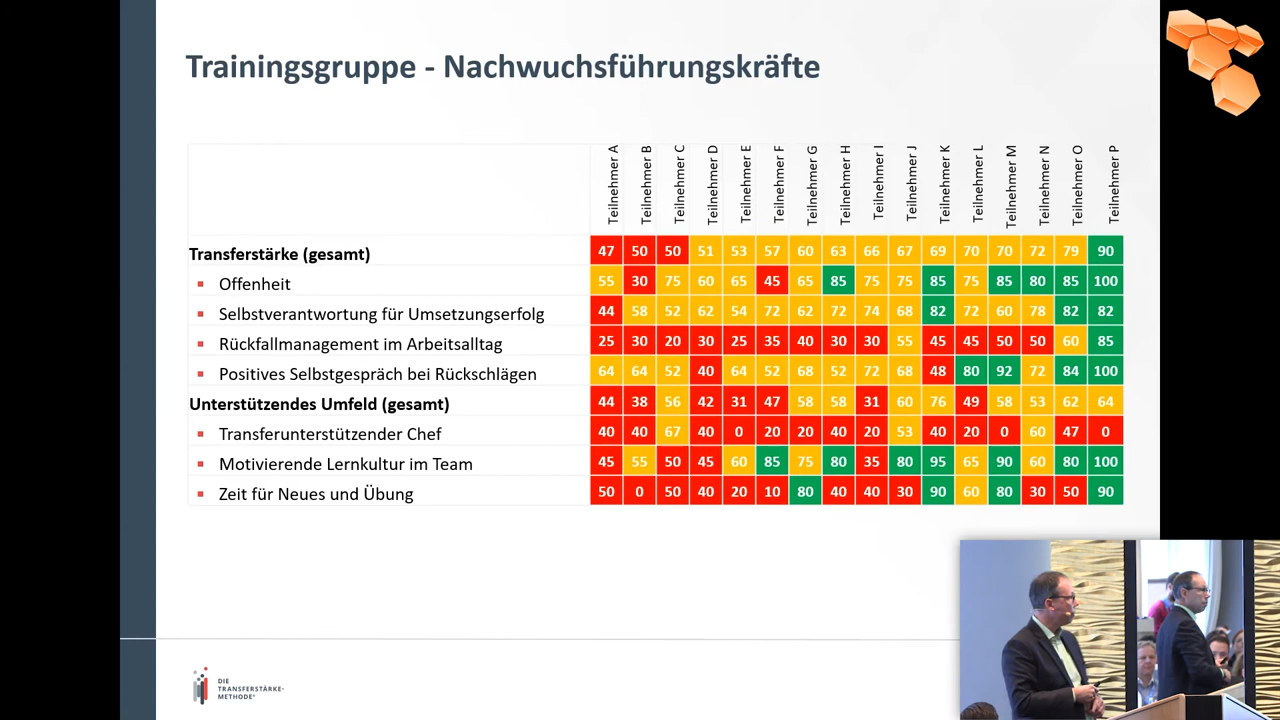 Trainingsgruppe - Nachwuchsführungskräfte
Teilnehmer A Teilnehmer B Teilnehmer C Teilnehmer D Teilnehmer E Teilnehmer F Teilnehmer G Teilnehmer H Teilnehmer I Teilnehmer J Teilnehmer K Teilnehmer L Teilnehmer M Teilnehmer N Teilnehmer O Teilnehmer P
Transferstärke (gesamt) 47 50 50 51 53 57 60 63 66 67 69 70 70 72 79 90
Offenheit 55 30 75 60 65 45 65 85 75 75 85 75 85 80 85 100
Selbstverantwortung für Umsetzungserfolg 44 58 52 62 54 72 62 72 74 68 82 72 60 78 82 82
Rückfallmanagement im Arbeitsalltag 25 30 20 30 25 35 40 30 30 55 45 45 50 50 60 85
Positives Selbstgespräch bei Rückschlägen 64 64 52 40 64 52 68 52 72 68 48 80 92 72 84 100
Unterstützendes Umfeld (gesamt) 44 38 56 42 31 47 58 58 31 60 76 49 58 53 62 64
Transferunterstützender Chef 40 40 67 40 0 20 20 40 20 53 40 20 0 60 47 0
Motivierende Lernkultur im Team 45 55 50 45 60 85 75 80 35 80 95 65 90 60 80 100
Zeit für Neues und Übung 50 0 50 40 20 10 80 40 40 30 90 60 80 30 50 90
DIE
TRANSFERSTÄRKE-
METHODE®